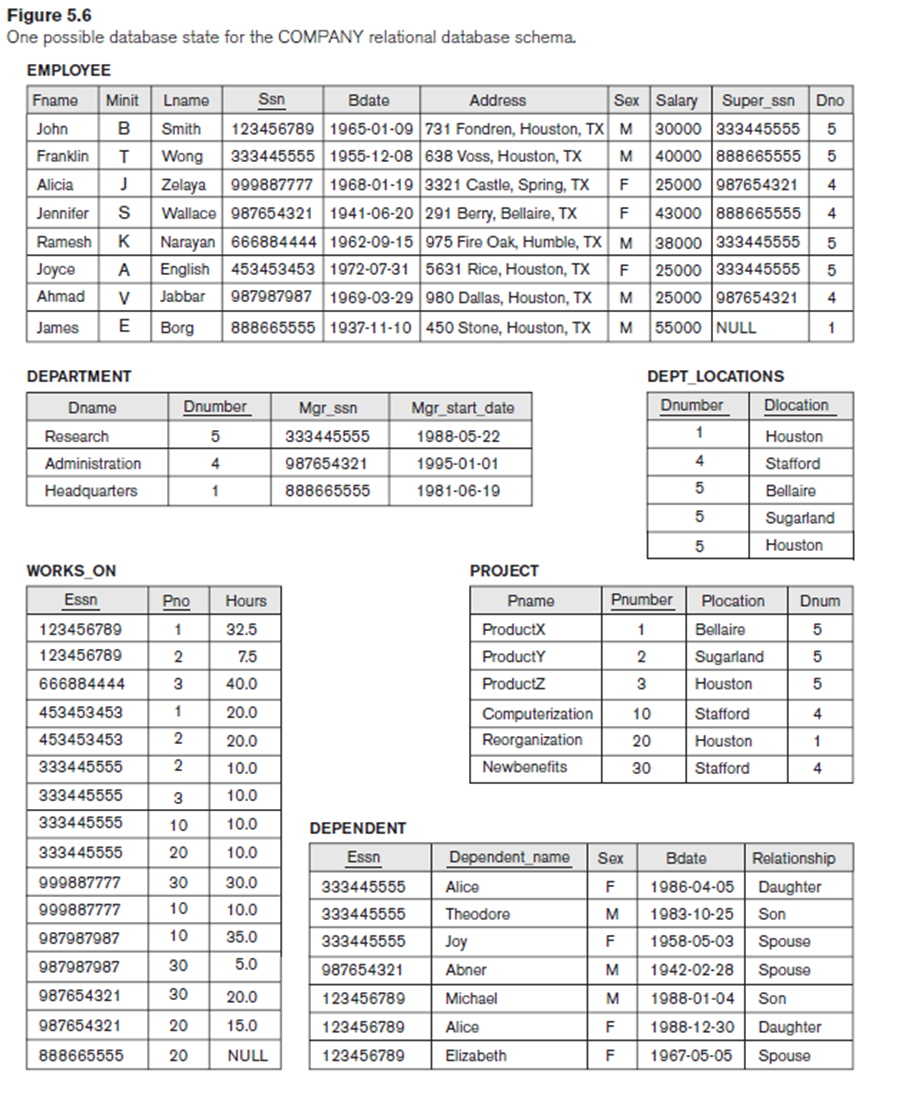 Figure 5.6
One possible database state for the COMPANY relational database schema.
EMPLOYEE
Fname Minit Lname Ssn Bdate Address Sex Salary Super_ssn Dno
John B Smith 123456789 1965-01-09 731 Fondren, Houston, TX M 30000 333445555 5
Franklin T Wong 333445555 1955-12-08 638 Voss, Houston, TX M 40000 888665555 5
Alicia J Zelaya 999887777 1968-01-19 3321 Castle, Spring, TX F 25000 987654321 4
Jennifer S Wallace 987654321 1941-06-20 291 Berry, Bellaire, TX F 43000 888665555 4
Ramesh K Narayan 666884444 1962-09-15 975 Fire Oak, Humble, TX M 38000 333445555 5
Joyce A English 453453453 1972-07-31 5631 Rice, Houston, TX F 25000 333445555 5
Ahmad V Jabbar 987987987 1969-03-29 980 Dallas, Houston, TX M 25000 987654321 4
James E Borg 888665555 1937-11-10 450 Stone, Houston, TX M 55000 NULL 1
DEPARTMENT
Dname Dnumber Mgr_ssn Mgr_start_date
Research 5 333445555 1988-05-22
Administration 4 987654321 1995-01-01
Headquarters 1 888665555 1981-06-19
DEPT_LOCATIONS
Dnumber Dlocation
1 Houston
4 Stafford
5 Bellaire
5 Sugarland
5 Houston
WORKS_ON
Essn Pno Hours
123456789 1 32.5
123456789 2 7.5
666884444 3 40.0
453453453 1 20.0
453453453 2 20.0
333445555 2 10.0
333445555 3 10.0
333445555 10 10.0
333445555 20 10.0
999887777 30 30.0
999887777 10 10.0
987987987 10 35.0
987987987 30 5.0
987654321 30 20.0
987654321 20 15.0
888665555 20 NULL
PROJECT
Pname Pnumber Plocation Dnum
ProductX 1 Bellaire 5
ProductY 2 Sugarland 5
ProductZ 3 Houston 5
Computerization 10 Stafford 4
Reorganization 20 Houston 1
Newbenefits 30 Stafford 4
DEPENDENT
Essn Dependent_name Sex Bdate Relationship
333445555 Alice F 1986-04-05 Daughter
333445555 Theodore M 1983-10-25 Son
333445555 Joy F 1958-05-03 Spouse
987654321 Abner M 1942-02-28 Spouse
123456789 Michael M 1988-01-04 Son
123456789 Alice F 1988-12-30 Daughter
123456789 Elizabeth F 1967-05-05 Spouse